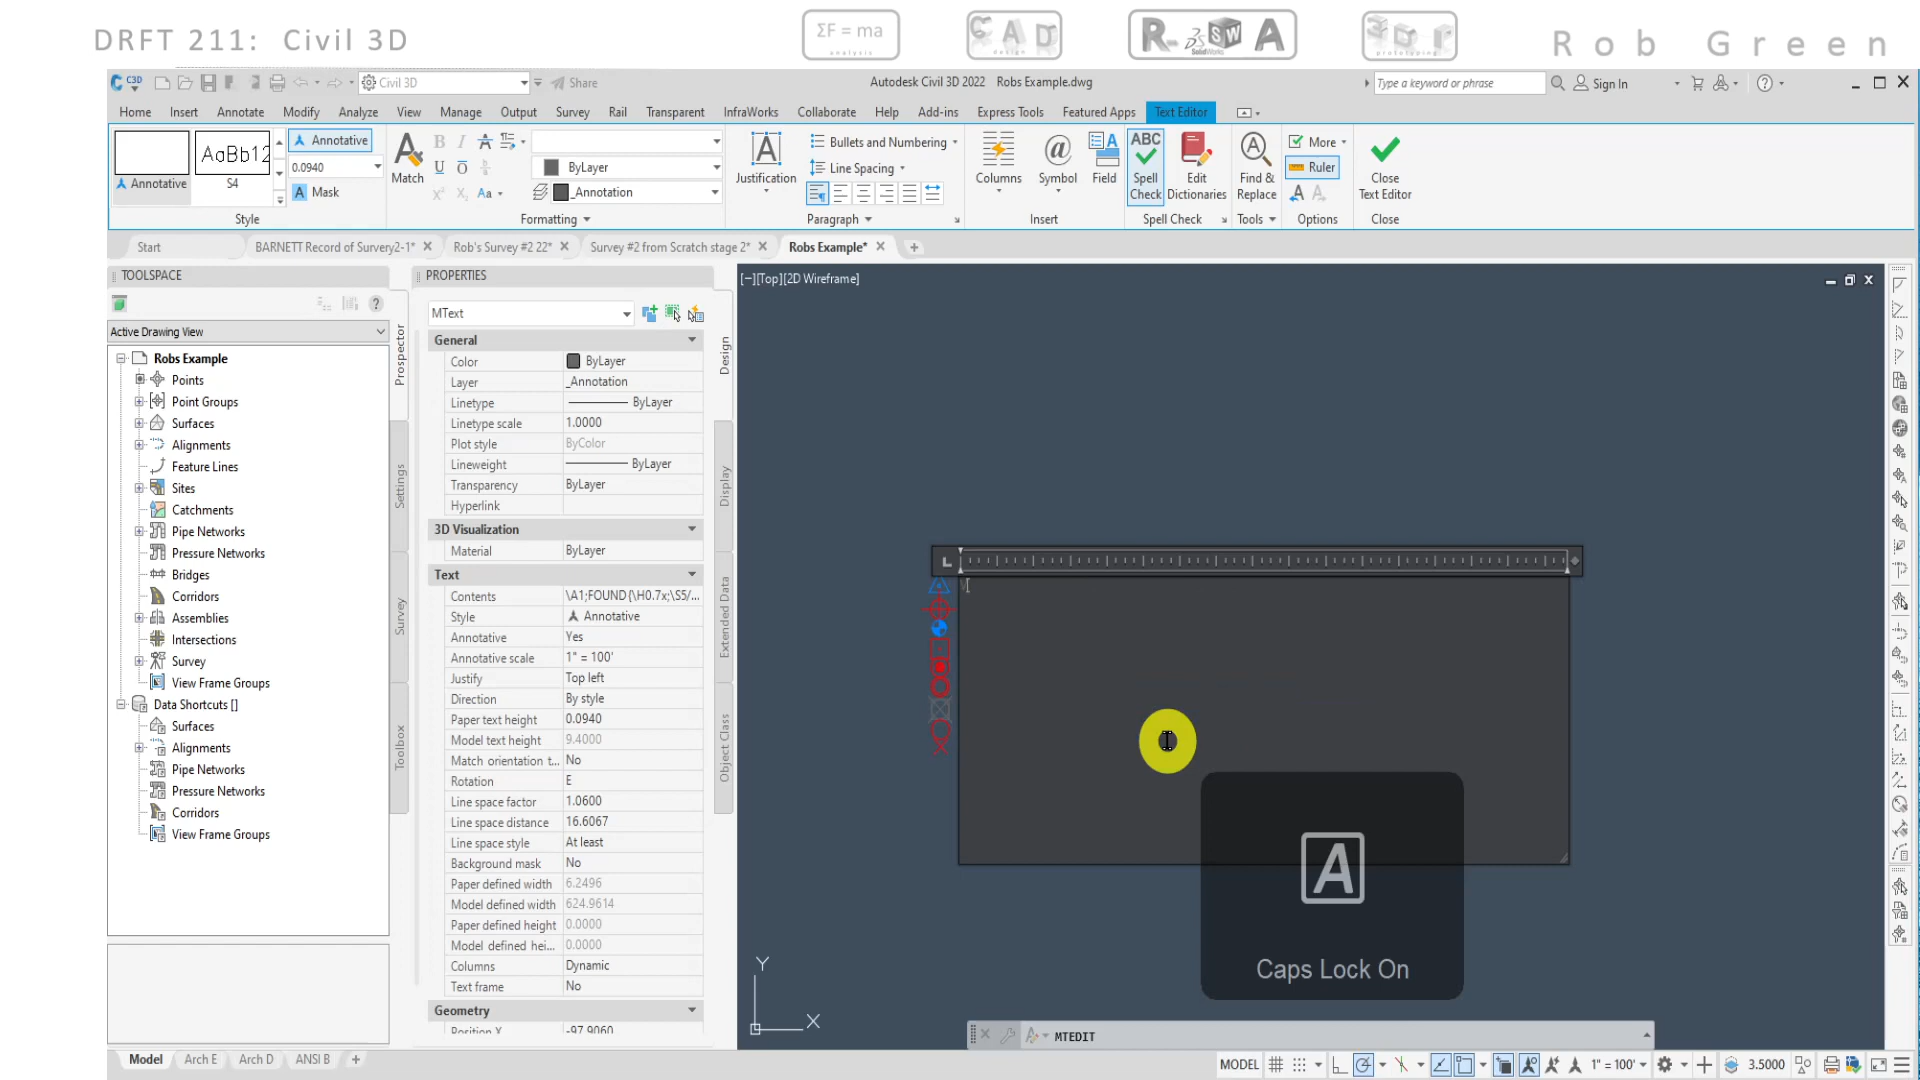 DRFT 211: Civil 3D
ΣF = ma
analysis
CAD
design
R
SW
SolidWorks
A
prototyping
Rob Green
C3D
Civil 3D
Share
Autodesk Civil 3D 2022 Robs Example.dwg
Type a keyword or phrase
Sign In
Home Insert Annotate Modify Analyze View Manage Output Survey Rail Transparent InfraWorks Collaborate Help Add-ins Express Tools Featured Apps Text Editor
Annotative
AaBb12
S4
Annotative
0.0940
Mask
Style
Match
ByLayer
_Annotation
Formatting
Justification
Bullets and Numbering
Line Spacing
Paragraph
Columns
Symbol
Field
Insert
ABC
Spell Check
Edit Dictionaries
Spell Check
Find & Replace
Tools
More
Ruler
Options
Close Text Editor
Close
Start
BARNETT Record of Survery2-1*
Rob's Survey #2 22*
Survey #2 from Scratch stage 2*
Robs Example*
TOOLSPACE
Active Drawing View
Robs Example
Points
Point Groups
Surfaces
Alignments
Feature Lines
Sites
Catchments
Pipe Networks
Pressure Networks
Bridges
Corridors
Assemblies
Intersections
Survey
View Frame Groups
Data Shortcuts []
Surfaces
Alignments
Pipe Networks
Pressure Networks
Corridors
View Frame Groups
Prospector
Settings
Survey
Toolbox
PROPERTIES
MText
General
Color ByLayer
Layer _Annotation
Linetype ByLayer
Linetype scale 1.0000
Plot style ByColor
Lineweight ByLayer
Transparency ByLayer
Hyperlink
3D Visualization
Material ByLayer
Text
Contents \A1;FOUND {\H0.7x;\S5/...
Style Annotative
Annotative Yes
Annotative scale 1" = 100'
Justify Top left
Direction By style
Paper text height 0.0940
Model text height 9.4000
Match orientation t... No
Rotation E
Line space factor 1.0600
Line space distance 16.6067
Line space style At least
Background mask No
Paper defined width 6.2496
Model defined width 624.9614
Paper defined height 0.0000
Model defined hei... 0.0000
Columns Dynamic
Text frame No
Geometry
Position X -97.9060
Design
Display
Extended Data
Object Class
[−][Top][2D Wireframe]
A
Caps Lock On
Y
X
MTEDIT
Model Arch E Arch D ANSI B
MODEL
1" = 100'
3.5000